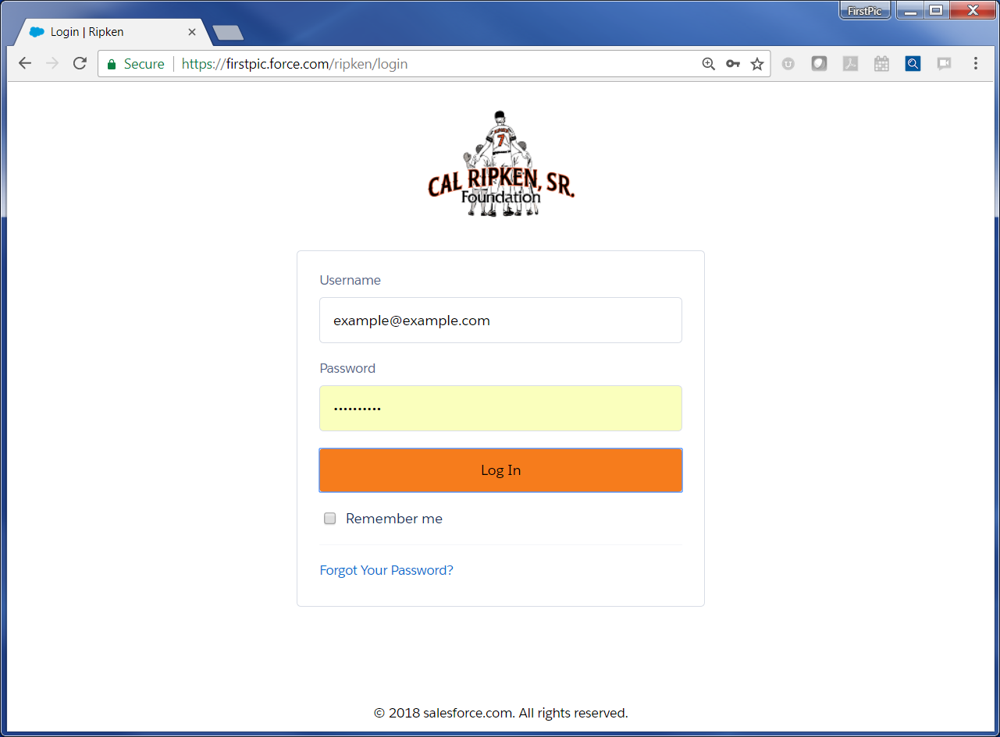 FirstPic
Login | Ripken
Secure
https://firstpic.force.com/ripken/login
7
CAL RIPKEN, SR.
Foundation
Username
example@example.com
Password
••••••••••
Log In
Remember me
Forgot Your Password?
© 2018 salesforce.com. All rights reserved.